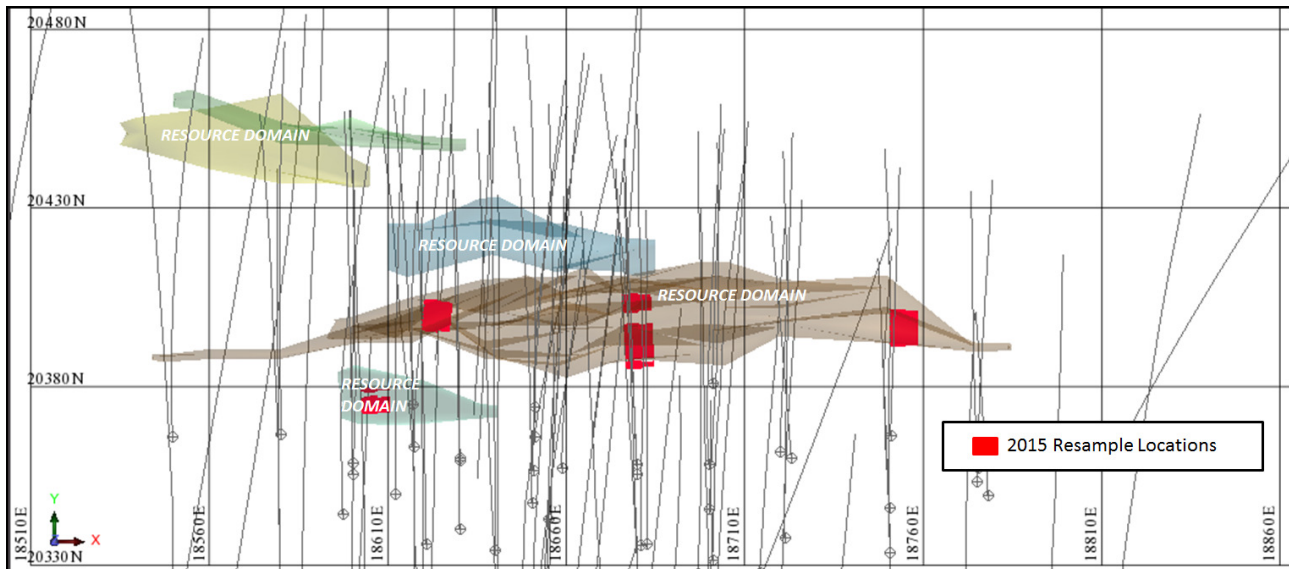 20480N
RESOURCE DOMAIN
20430N
RESOURCE DOMAIN
RESOURCE DOMAIN
20380N
RESOURCE
DOMAIN
2015 Resample Locations
Y
X
18510E
18560E
18610E
18660E
18710E
18760E
18810E
18860E
20330N